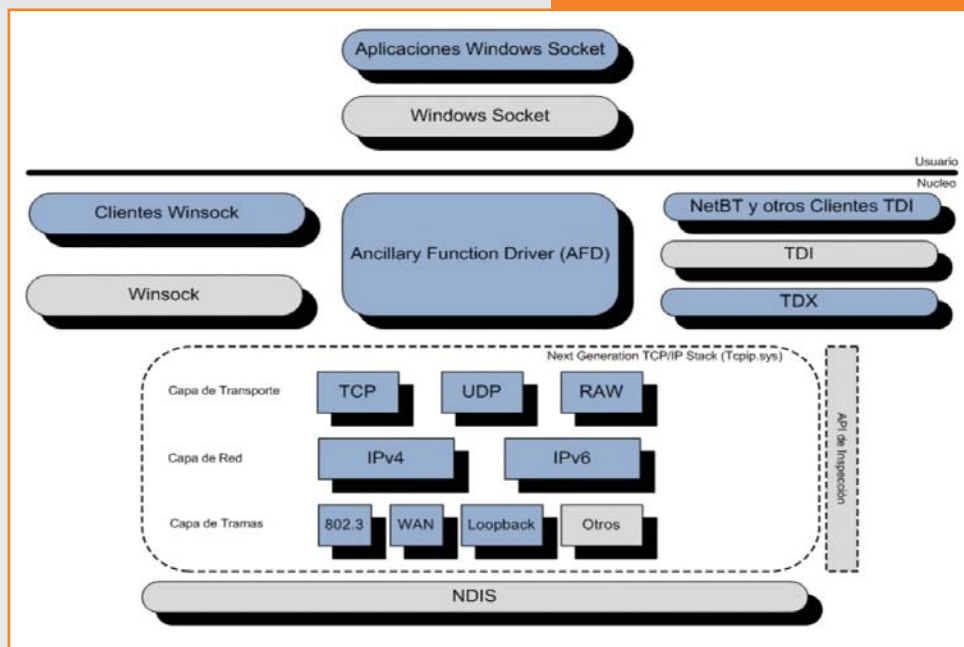 Aplicaciones Windows Socket
Windows Socket
Usuario
Nucleo
Clientes Winsock
Ancillary Function Driver (AFD)
NetBT y otros Clientes TDI
TDI
Winsock
TDX
Next Generation TCP/IP Stack (Tcpip.sys)
Capa de Transporte
TCP
UDP
RAW
Capa de Red
IPv4
IPv6
Capa de Tramas
802.3
WAN
Loopback
Otros
API de Inspección
NDIS